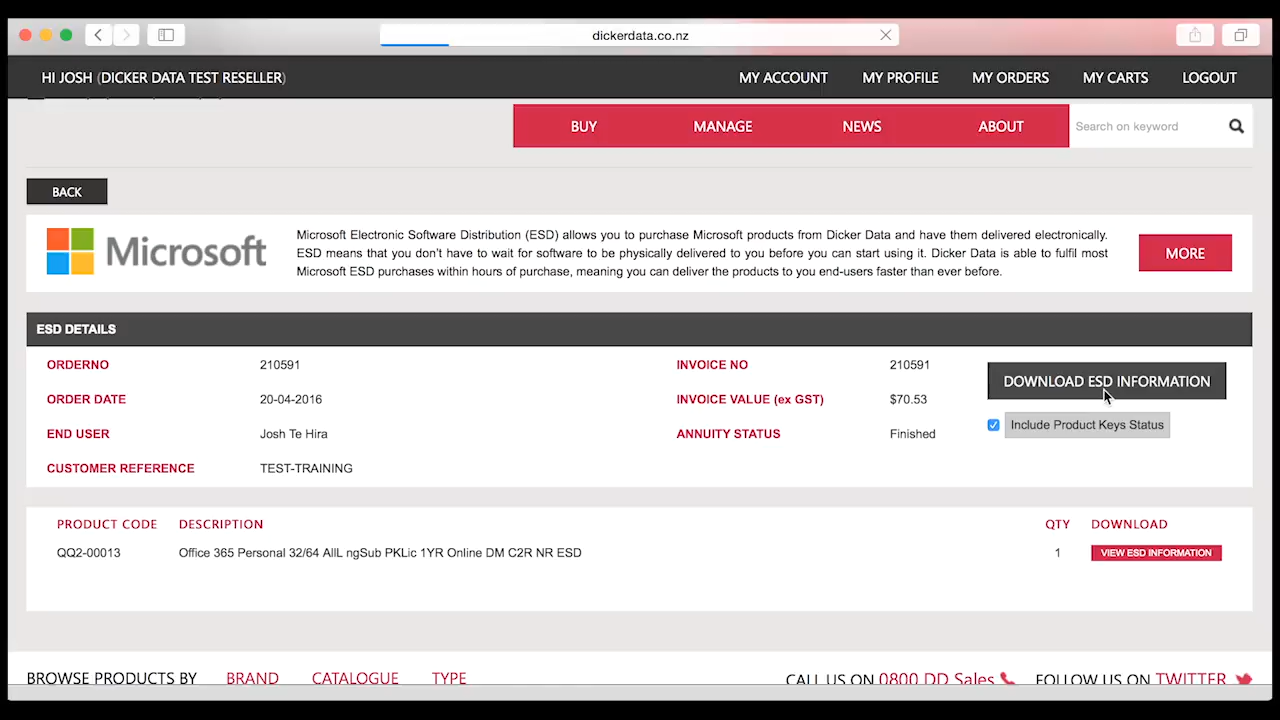 dickerdata.co.nz
HI JOSH (DICKER DATA TEST RESELLER)
MY ACCOUNT MY PROFILE MY ORDERS MY CARTS LOGOUT
BUY MANAGE NEWS ABOUT Search on keyword
BACK
Microsoft
Microsoft Electronic Software Distribution (ESD) allows you to purchase Microsoft products from Dicker Data and have them delivered electronically.
ESD means that you don't have to wait for software to be physically delivered to you before you can start using it. Dicker Data is able to fulfil most
Microsoft ESD purchases within hours of purchase, meaning you can deliver the products to you end-users faster than ever before.
MORE
ESD DETAILS
ORDERNO 210591 INVOICE NO 210591
DOWNLOAD ESD INFORMATION
ORDER DATE 20-04-2016 INVOICE VALUE (ex GST) $70.53
Include Product Keys Status
END USER Josh Te Hira ANNUITY STATUS Finished
CUSTOMER REFERENCE TEST-TRAINING
PRODUCT CODE DESCRIPTION QTY DOWNLOAD
QQ2-00013 Office 365 Personal 32/64 AllL ngSub PKLic 1YR Online DM C2R NR ESD 1 VIEW ESD INFORMATION
BROWSE PRODUCTS BY BRAND CATALOGUE TYPE CALL US ON 0800 DD Sales FOLLOW US ON TWITTER